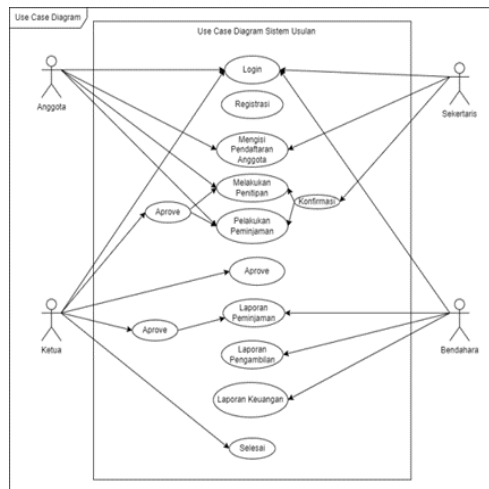 Use Case Diagram
Use Case Diagram Sistem Usulan
Login
Anggota
Sekertaris
Registrasi
Mengisi
Pendaftaran
Anggota
Melakukan
Penitipan
Konfirmasi
Aprove
Pelakukan
Peminjaman
Aprove
Laporan
Peminjaman
Aprove
Ketua
Bendahara
Laporan
Pengambilan
Laporan Keuangan
Selesai